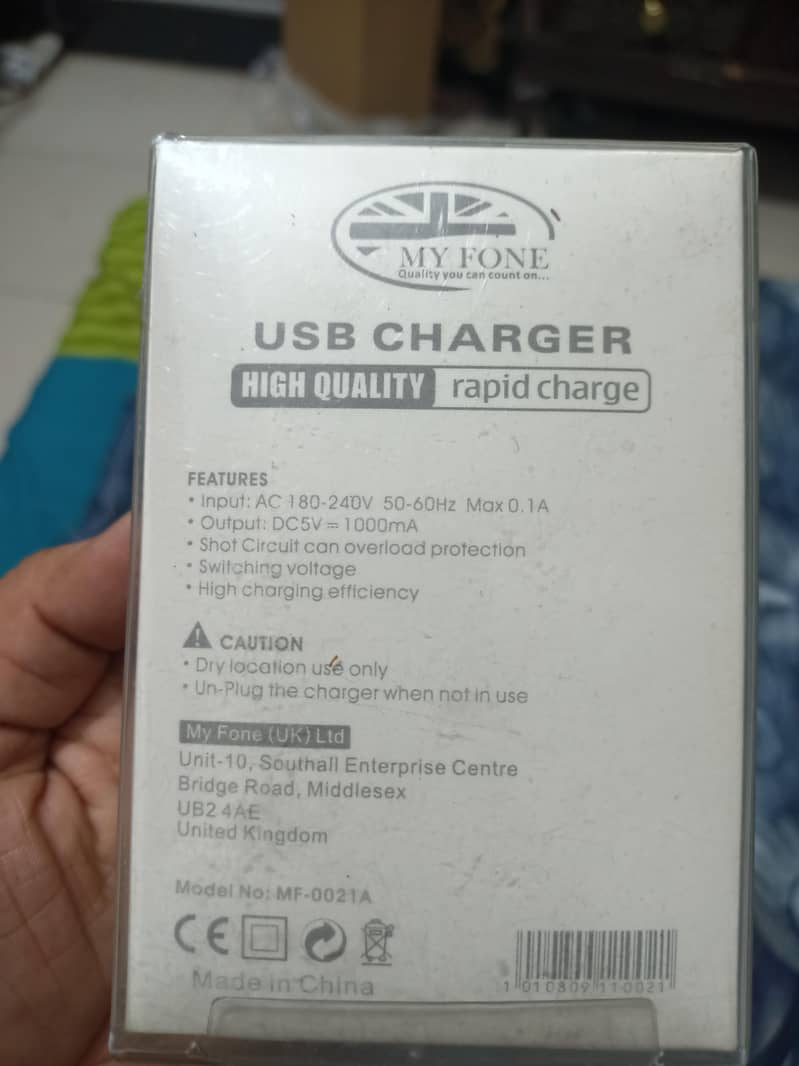 MY FONE
Quality you can count on...
USB CHARGER
HIGH QUALITY rapid charge
FEATURES
• Input: AC 180-240V 50-60Hz Max 0.1A
• Output: DC5V = 1000mA
• Shot Circuit can overload protection
• Switching voltage
• High charging efficiency
CAUTION
• Dry location use only
• Un-Plug the charger when not in use
My Fone (UK) Ltd
Unit-10, Southall Enterprise Centre
Bridge Road, Middlesex
UB2 4AE
United Kingdom
Model No: MF-0021A
CE
Made in China
1 010809 110021